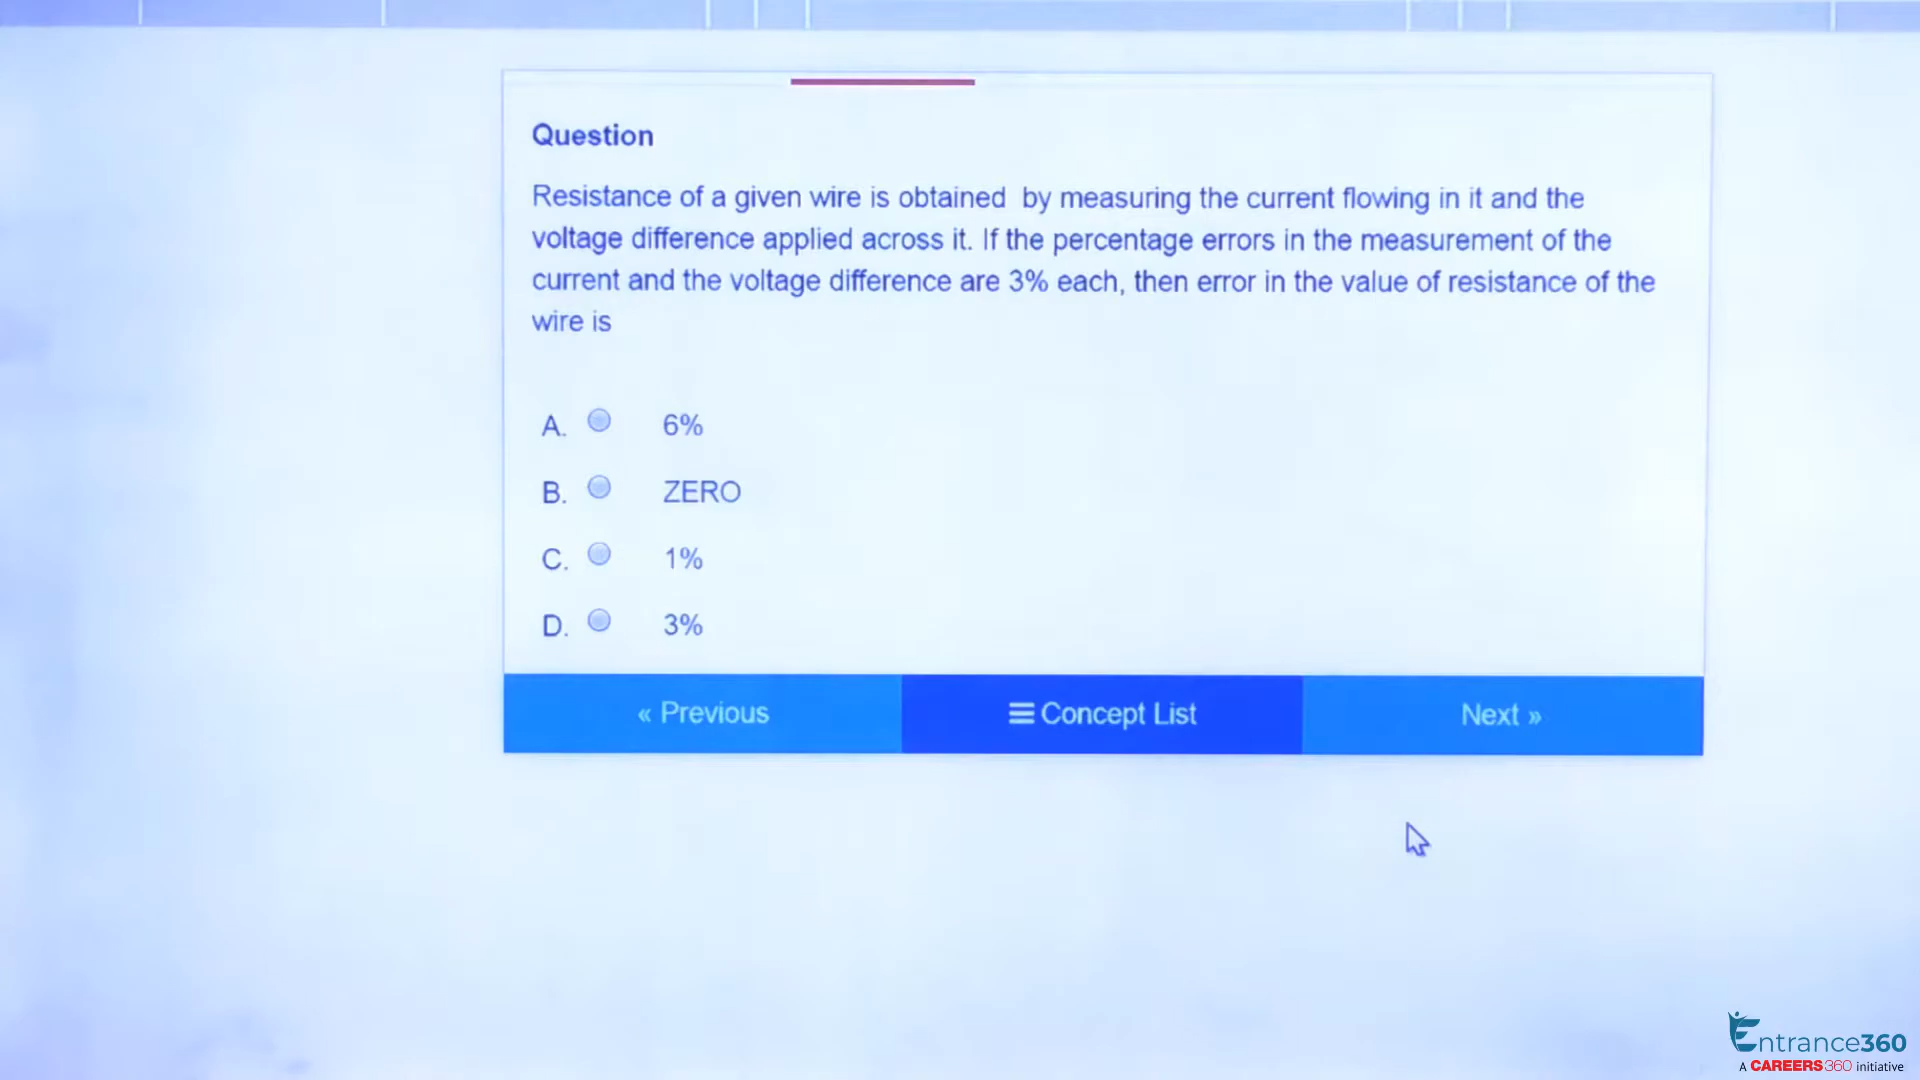 Question
Resistance of a given wire is obtained by measuring the current flowing in it and the
voltage difference applied across it. If the percentage errors in the measurement of the
current and the voltage difference are 3% each, then error in the value of resistance of the
wire is
A. 6%
B. ZERO
C. 1%
D. 3%
« Previous
Concept List
Next »
Entrance360
A CAREERS360 initiative